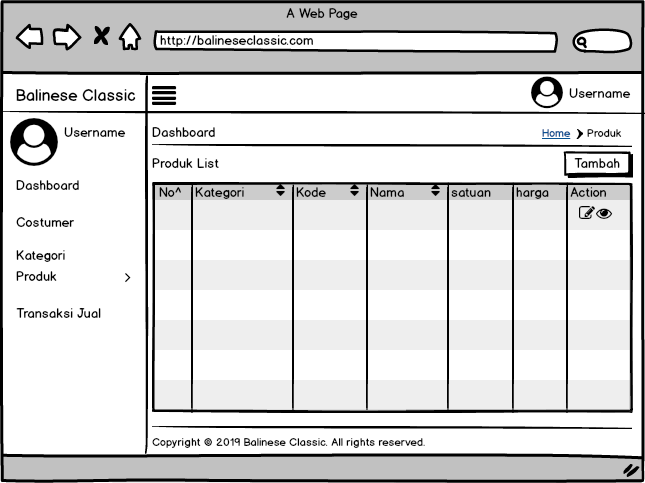 A Web Page
http://balineseclassic.com
Balinese Classic
Username
Username
Dashboard
Costumer
Kategori
Produk
Transaksi Jual
Dashboard
Home Produk
Produk List
Tambah
No^ Kategori Kode Nama satuan harga Action
Copyright © 2019 Balinese Classic. All rights reserved.